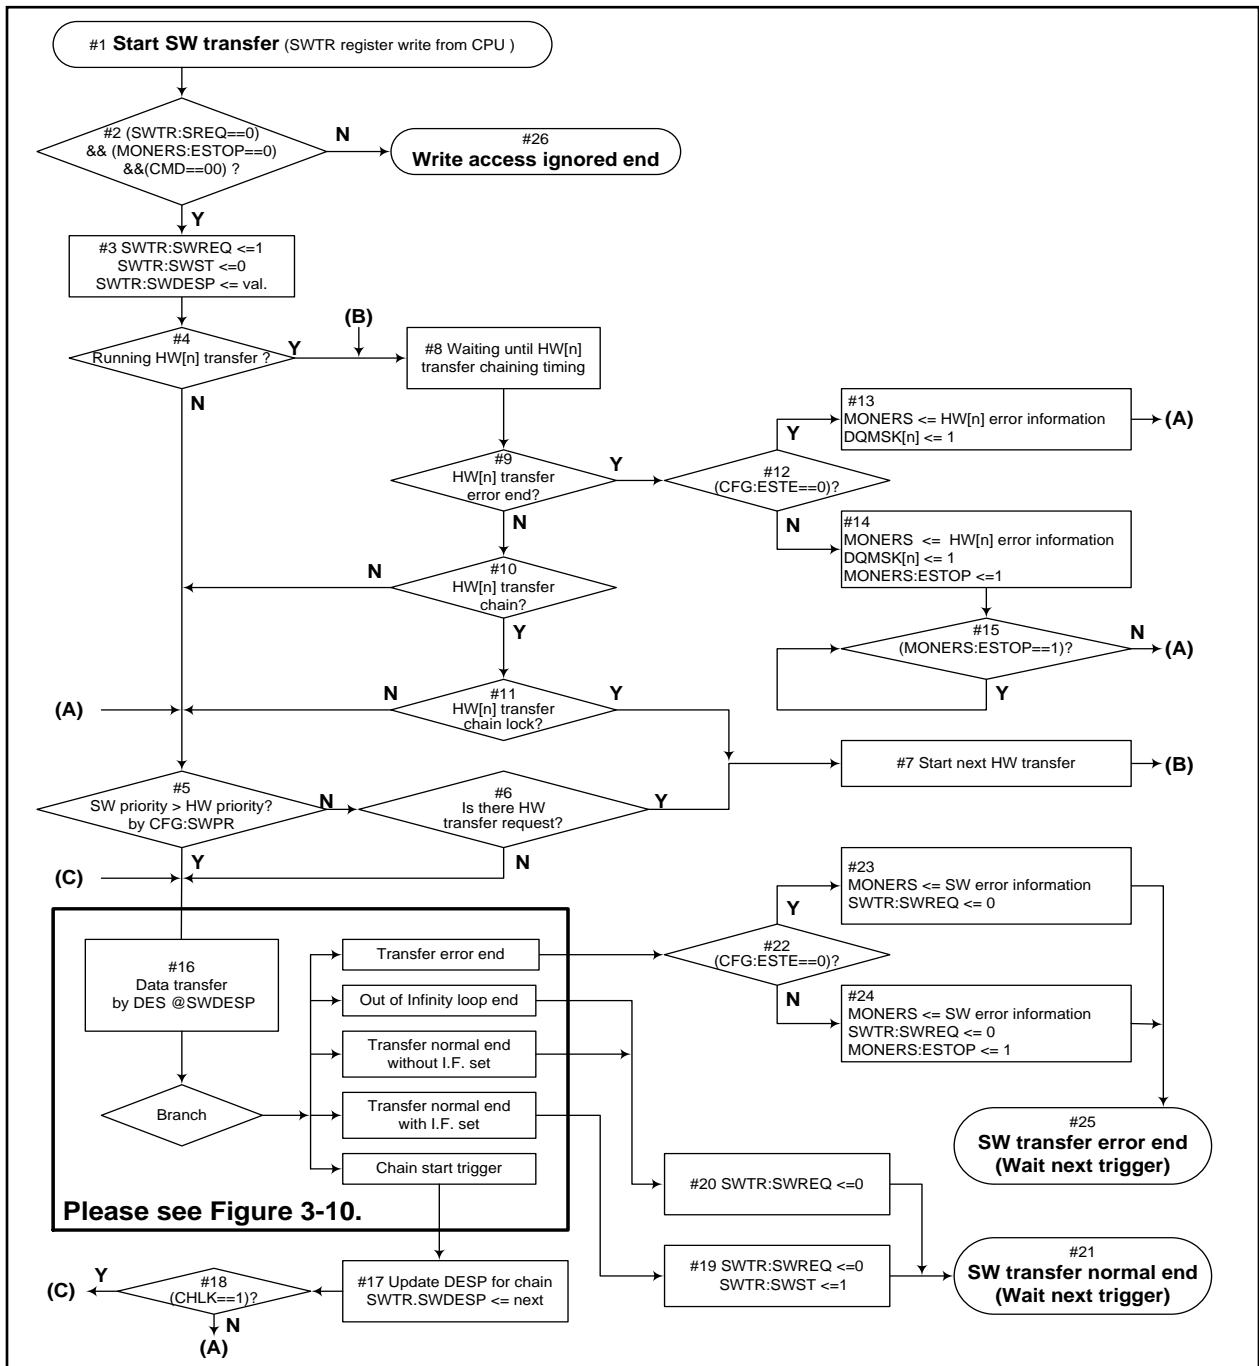 #1 Start SW transfer (SWTR register write from CPU )
#2 (SWTR:SREQ==0)
&& (MONERS:ESTOP==0)
&&(CMD==00) ?
N
#26
Write access ignored end
Y
#3 SWTR:SWREQ <=1
SWTR:SWST <=0
SWTR:SWDESP <= val.
(B)
#4
Running HW[n] transfer ?
Y
#8 Waiting until HW[n]
transfer chaining timing
N
#13
MONERS <= HW[n] error information
DQMSK[n] <= 1
(A)
Y
#9
HW[n] transfer
error end?
Y
#12
(CFG:ESTE==0)?
N
N
#14
MONERS <= HW[n] error information
DQMSK[n] <= 1
MONERS:ESTOP <=1
#10
HW[n] transfer
chain?
N
Y
#15
(MONERS:ESTOP==1)?
N
(A)
Y
(A)
N
#11
HW[n] transfer
chain lock?
Y
#7 Start next HW transfer
(B)
#5
SW priority > HW priority?
by CFG:SWPR
N
#6
Is there HW
transfer request?
Y
Y
N
(C)
#23
MONERS <= SW error information
SWTR:SWREQ <= 0
Y
#16
Data transfer
by DES @SWDESP
Transfer error end
#22
(CFG:ESTE==0)?
N
Out of Infinity loop end
#24
MONERS <= SW error information
SWTR:SWREQ <= 0
MONERS:ESTOP <= 1
Transfer normal end
without I.F. set
Branch
Transfer normal end
with I.F. set
Chain start trigger
#25
SW transfer error end
(Wait next trigger)
Please see Figure 3-10.
#20 SWTR:SWREQ <=0
#19 SWTR:SWREQ <=0
SWTR:SWST <=1
#21
SW transfer normal end
(Wait next trigger)
(C)
Y
#18
(CHLK==1)?
#17 Update DESP for chain
SWTR.SWDESP <= next
N
(A)